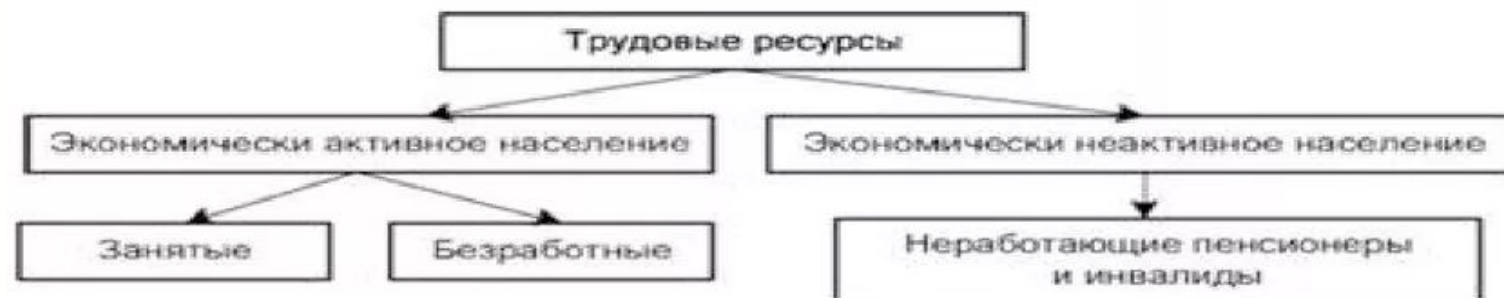 Трудовые ресурсы
Экономически активное население
Экономически неактивное население
Занятые
Безработные
Неработающие пенсионеры
и инвалиды